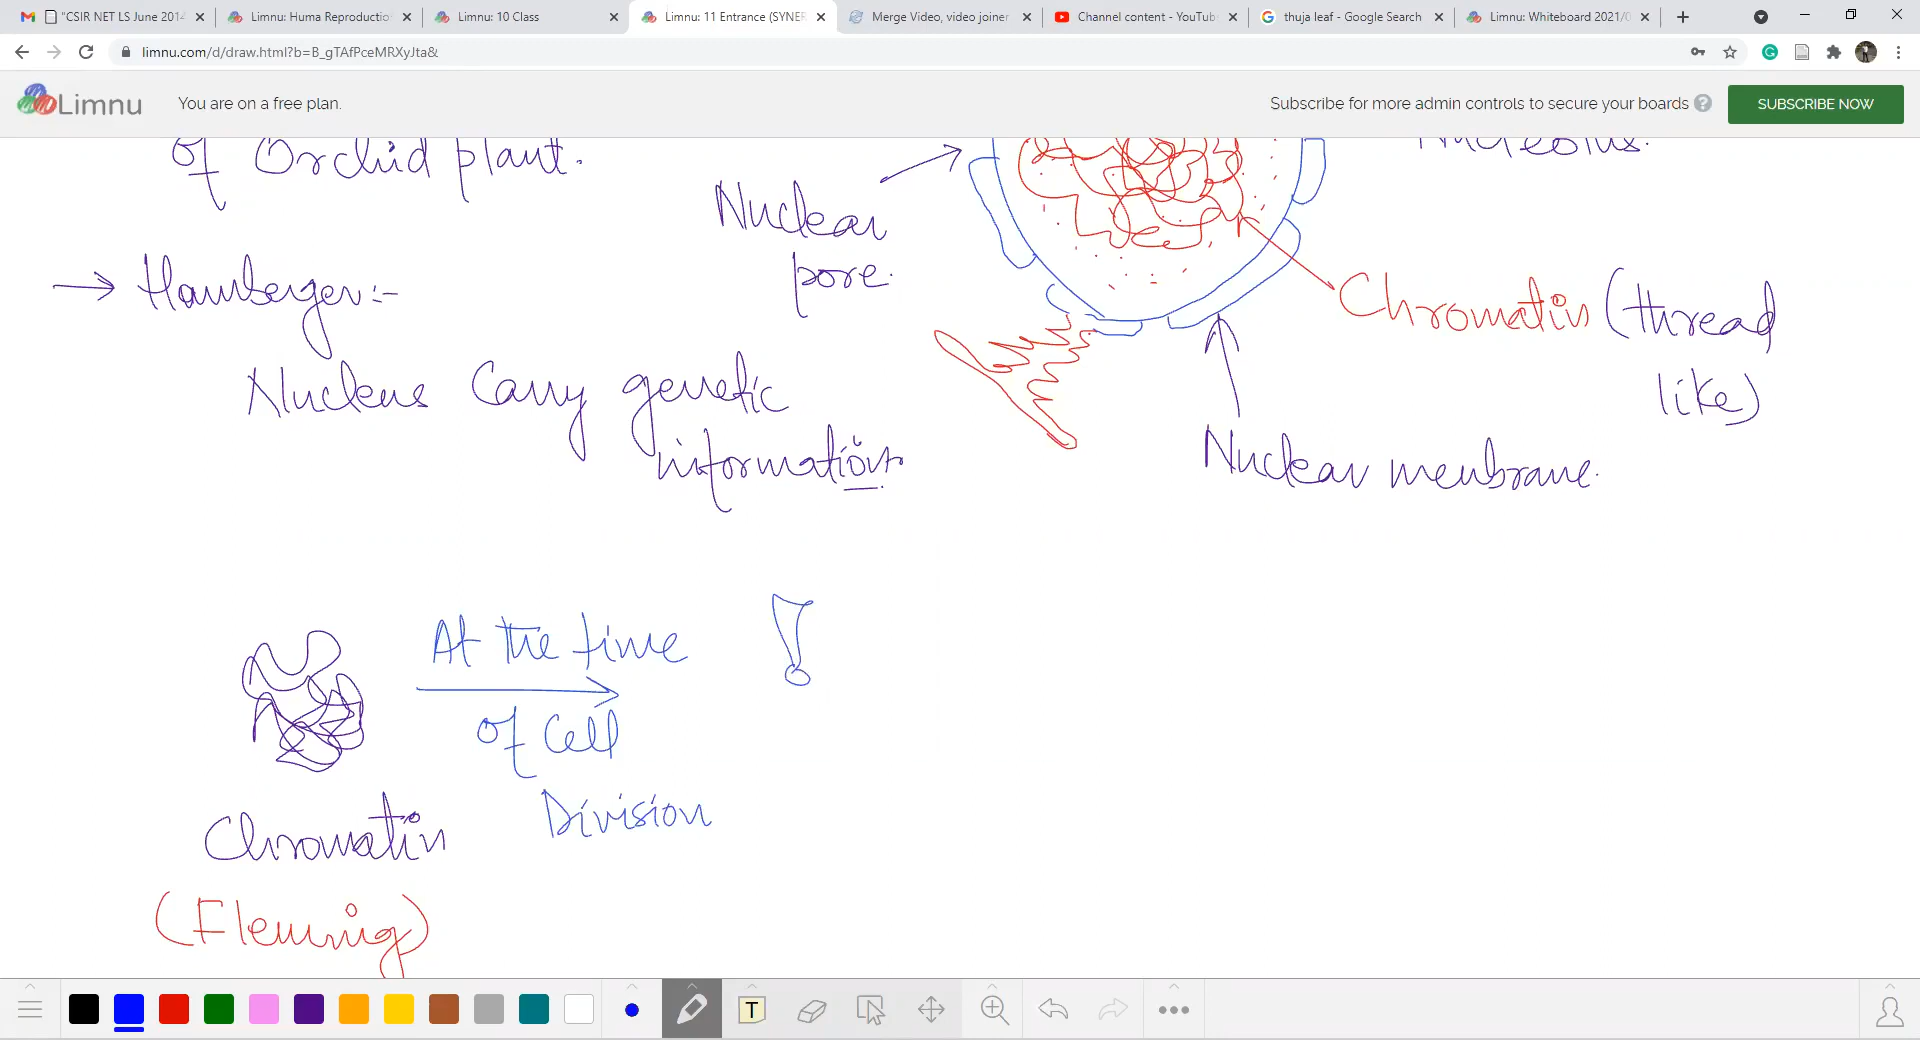 "CSIR NET LS June 2014
Limnu: Huma Reproductio
Limnu: 10 Class
Limnu: 11 Entrance (SYNER
Merge Video, video joiner
Channel content - YouTub
thuja leaf - Google Search
Limnu: Whiteboard 2021/0
limnu.com/d/draw.html?b=B_gTAfPceMRXyJta&
Limnu
You are on a free plan.
Subscribe for more admin controls to secure your boards ?
SUBSCRIBE NOW
of Orchid plant.
Nucleolus.
Nuclear
pore.
→ Hamberger:-
Chromatin (thread
like)
Nucleus Carry genetic
information.
Nuclear menbrane.
At the time
of Cell
Division
Chromatin
(Flemmig)
T